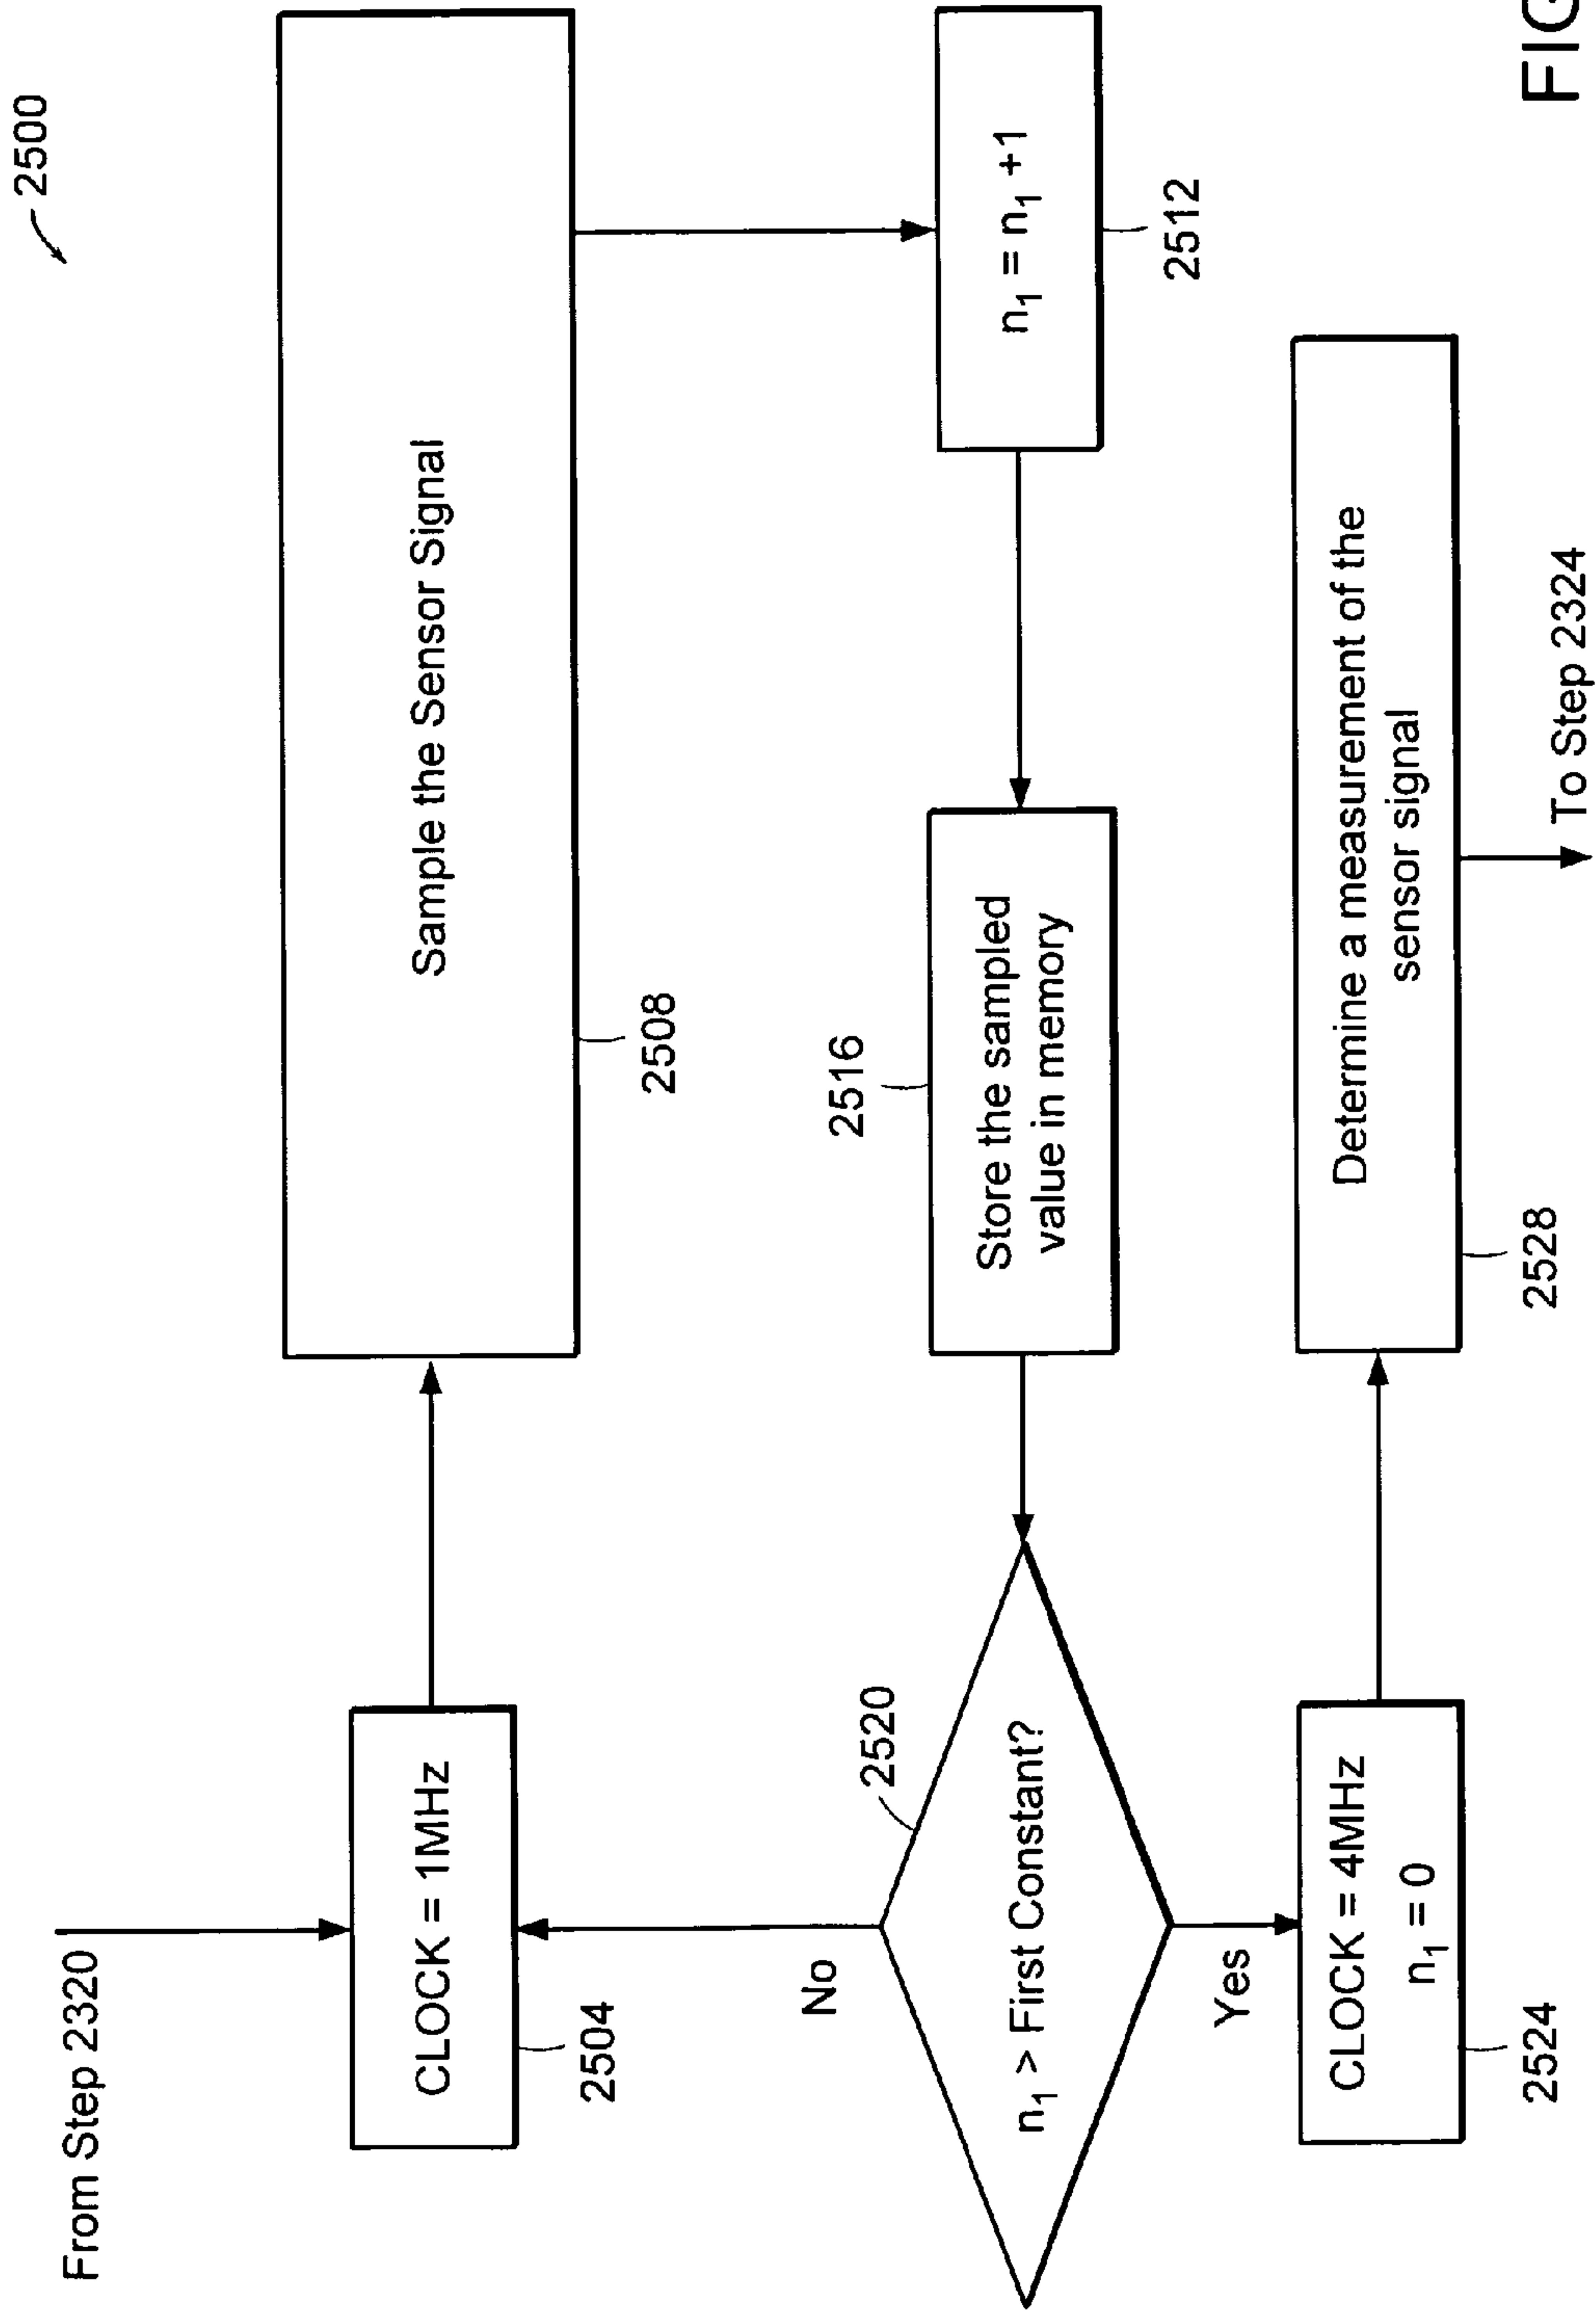 2500
From Step 2320
CLOCK = 1MHz
2504
Sample the Sensor Signal
2508
n₁ = n₁ +1
2512
2516
Store the sampled
value in memory
2520
n₁ > First Constant?
No
Yes
CLOCK = 4MHz
n₁ = 0
2524
Determine a measurement of the
sensor signal
2528
To Step 2324